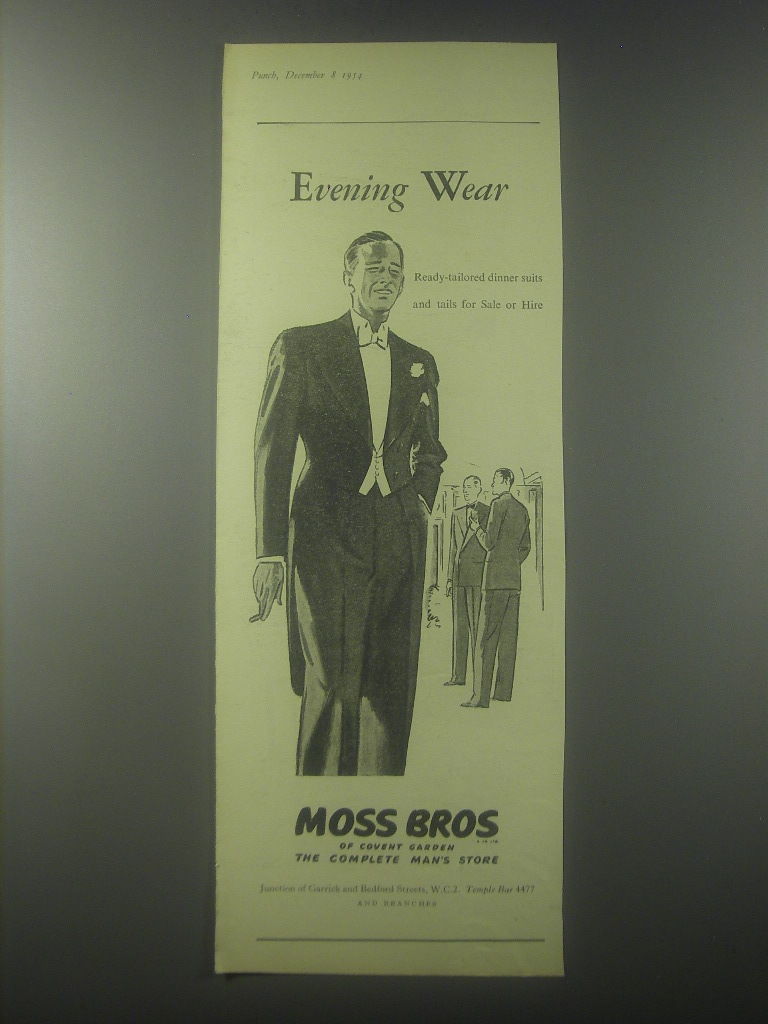 Punch, December 8 1954
Evening Wear
Ready-tailored dinner suits
and tails for Sale or Hire
MOSS BROS
OF COVENT GARDEN
THE COMPLETE MAN'S STORE
Junction of Garrick and Bedford Streets, W.C.2. Temple Bar 4477
AND BRANCHES